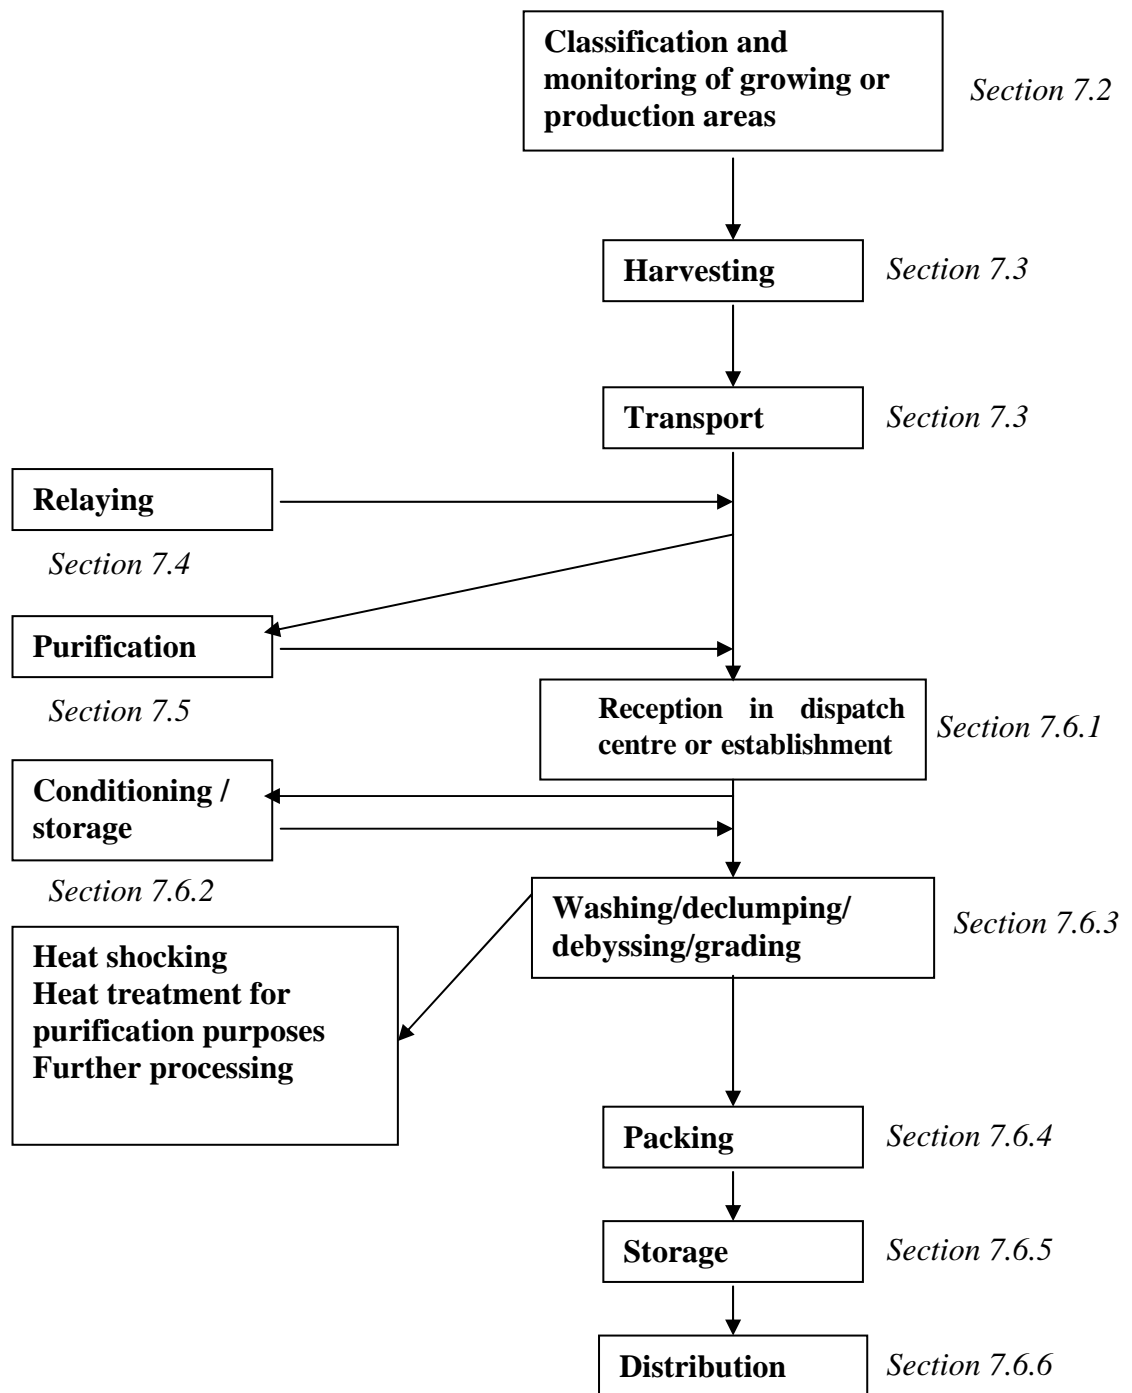 Classification and
monitoring of growing or
production areas
Section 7.2
Harvesting
Section 7.3
Transport
Section 7.3
Relaying
Section 7.4
Purification
Section 7.5
Reception in dispatch
centre or establishment
Section 7.6.1
Conditioning /
storage
Section 7.6.2
Washing/declumping/
debyssing/grading
Section 7.6.3
Heat shocking
Heat treatment for
purification purposes
Further processing
Packing
Section 7.6.4
Storage
Section 7.6.5
Distribution
Section 7.6.6